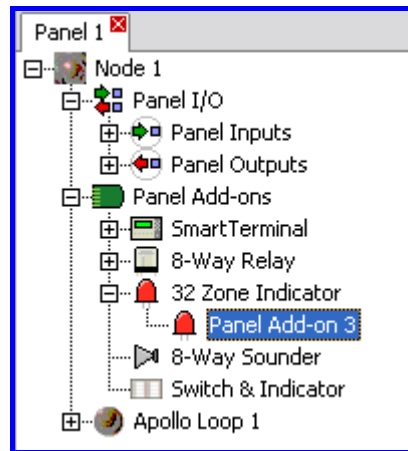 Panel 1
Node 1
Panel I/O
Panel Inputs
Panel Outputs
Panel Add-ons
SmartTerminal
8-Way Relay
32 Zone Indicator
Panel Add-on 3
8-Way Sounder
Switch & Indicator
Apollo Loop 1